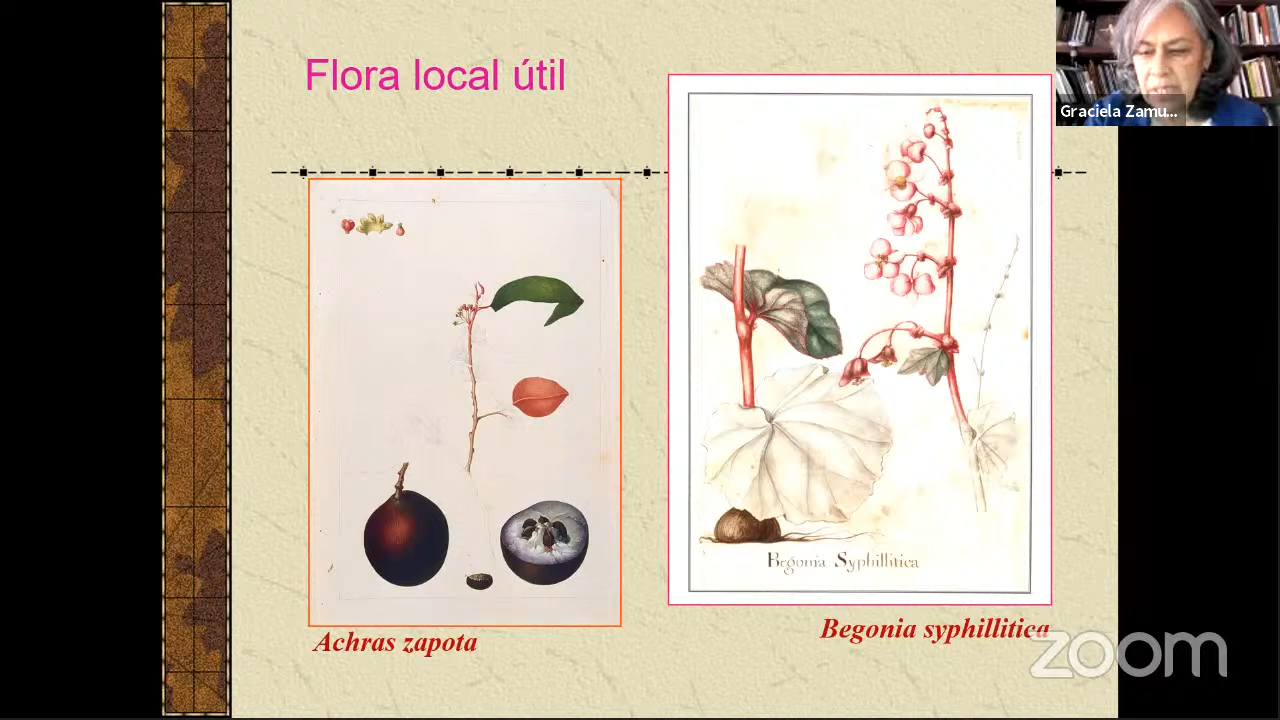 Flora local útil
Graciela Zamu...
Begonia Syphillitica
Achras zapota
Begonia syphillitica
zoom